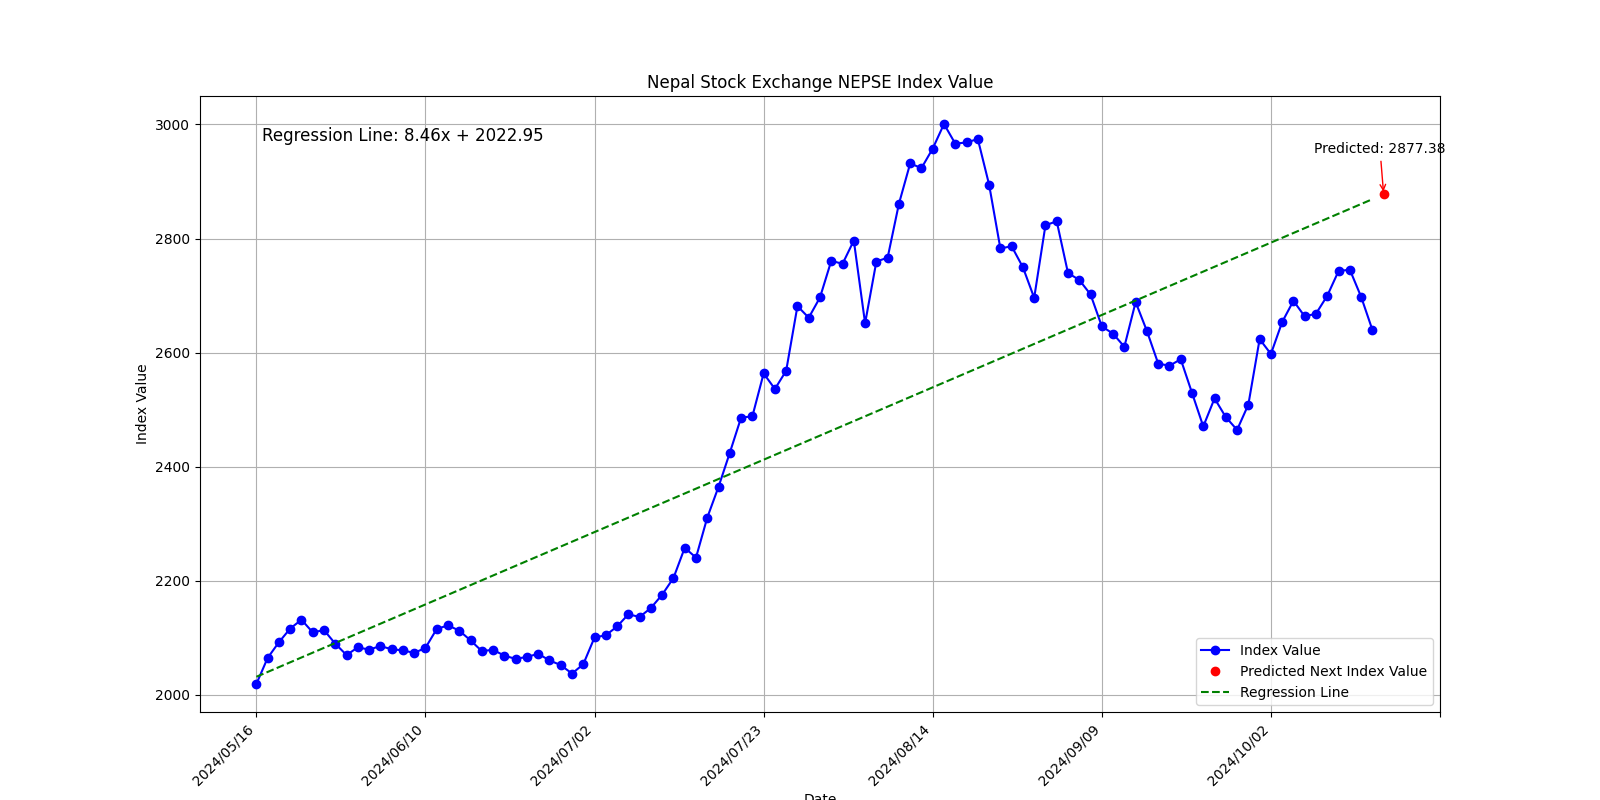 Nepal Stock Exchange NEPSE Index Value
Regression Line: 8.46x + 2022.95
Predicted: 2877.38
3000
2800
2600
2400
2200
2000
Index Value
Index Value
Predicted Next Index Value
Regression Line
2024/05/16
2024/06/10
2024/07/02
2024/07/23
2024/08/14
2024/09/09
2024/10/02
Date